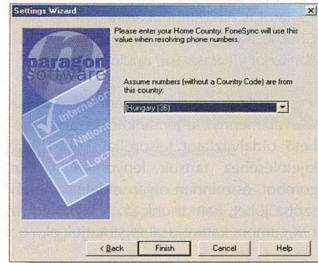 Settings Wizard
Please enter your Home Country. FoneSync will use this
value when resolving phone numbers.
paragon
software
Assume numbers (without a Country Code) are from
this country:
Hungary (36)
Internation
Nation
Loc
< Back
Finish
Cancel
Help